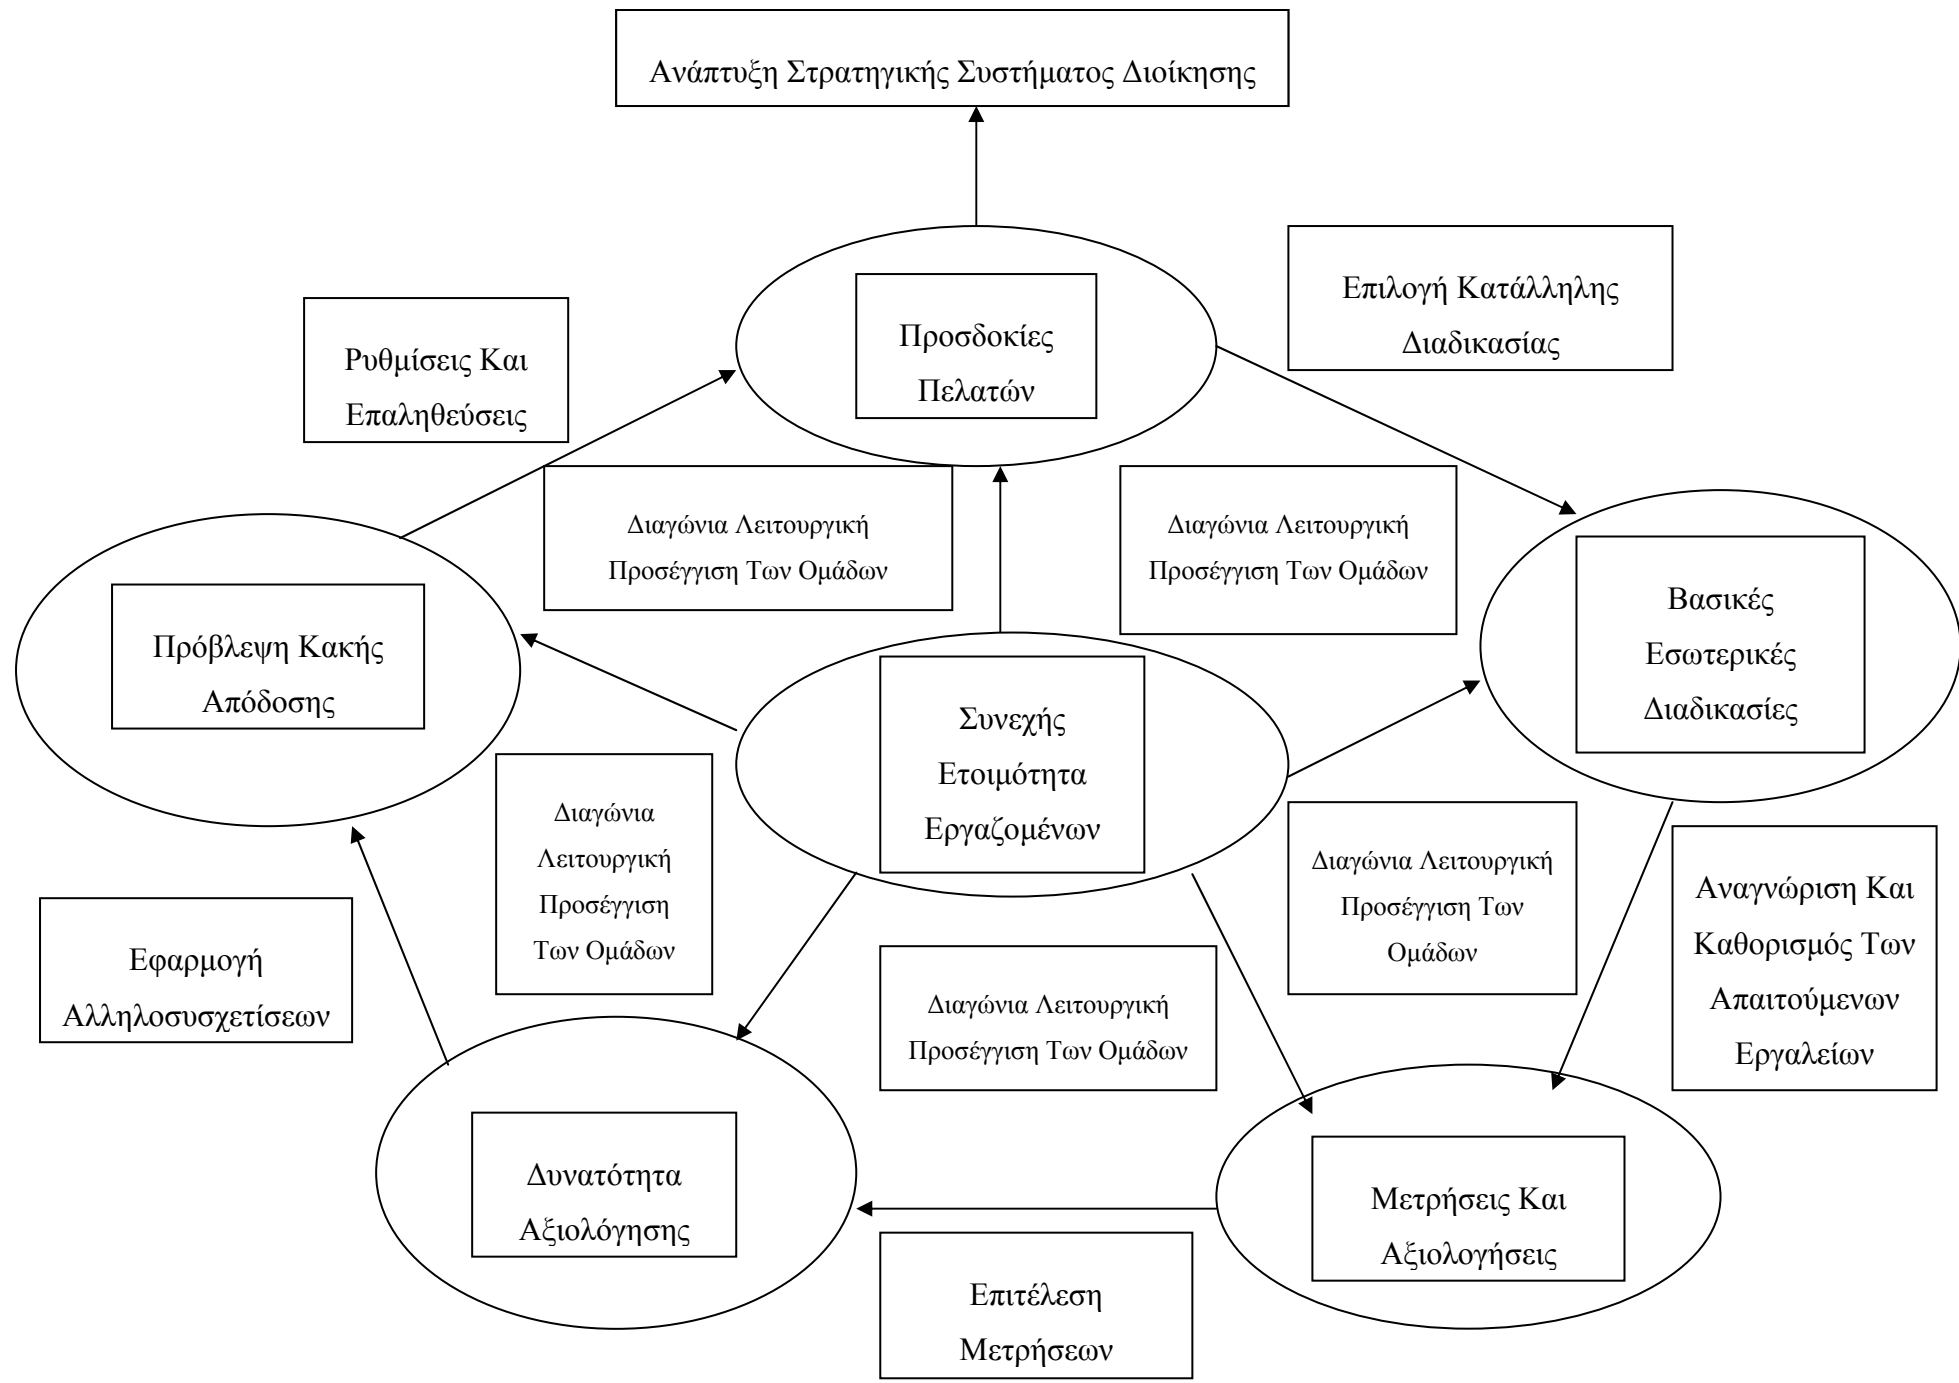 Ανάπτυξη Στρατηγικής Συστήματος Διοίκησης
Επιλογή Κατάλληλης
Διαδικασίας
Προσδοκίες
Πελατών
Ρυθμίσεις Και
Επαληθεύσεις
Διαγώνια Λειτουργική
Προσέγγιση Των Ομάδων
Διαγώνια Λειτουργική
Προσέγγιση Των Ομάδων
Βασικές
Εσωτερικές
Διαδικασίες
Πρόβλεψη Κακής
Απόδοσης
Συνεχής
Ετοιμότητα
Εργαζομένων
Διαγώνια
Λειτουργική
Προσέγγιση
Των Ομάδων
Διαγώνια Λειτουργική
Προσέγγιση Των
Ομάδων
Αναγνώριση Και
Καθορισμός Των
Απαιτούμενων
Εργαλείων
Εφαρμογή
Αλληλοσυσχετίσεων
Διαγώνια Λειτουργική
Προσέγγιση Των Ομάδων
Δυνατότητα
Αξιολόγησης
Μετρήσεις Και
Αξιολογήσεις
Επιτέλεση
Μετρήσεων